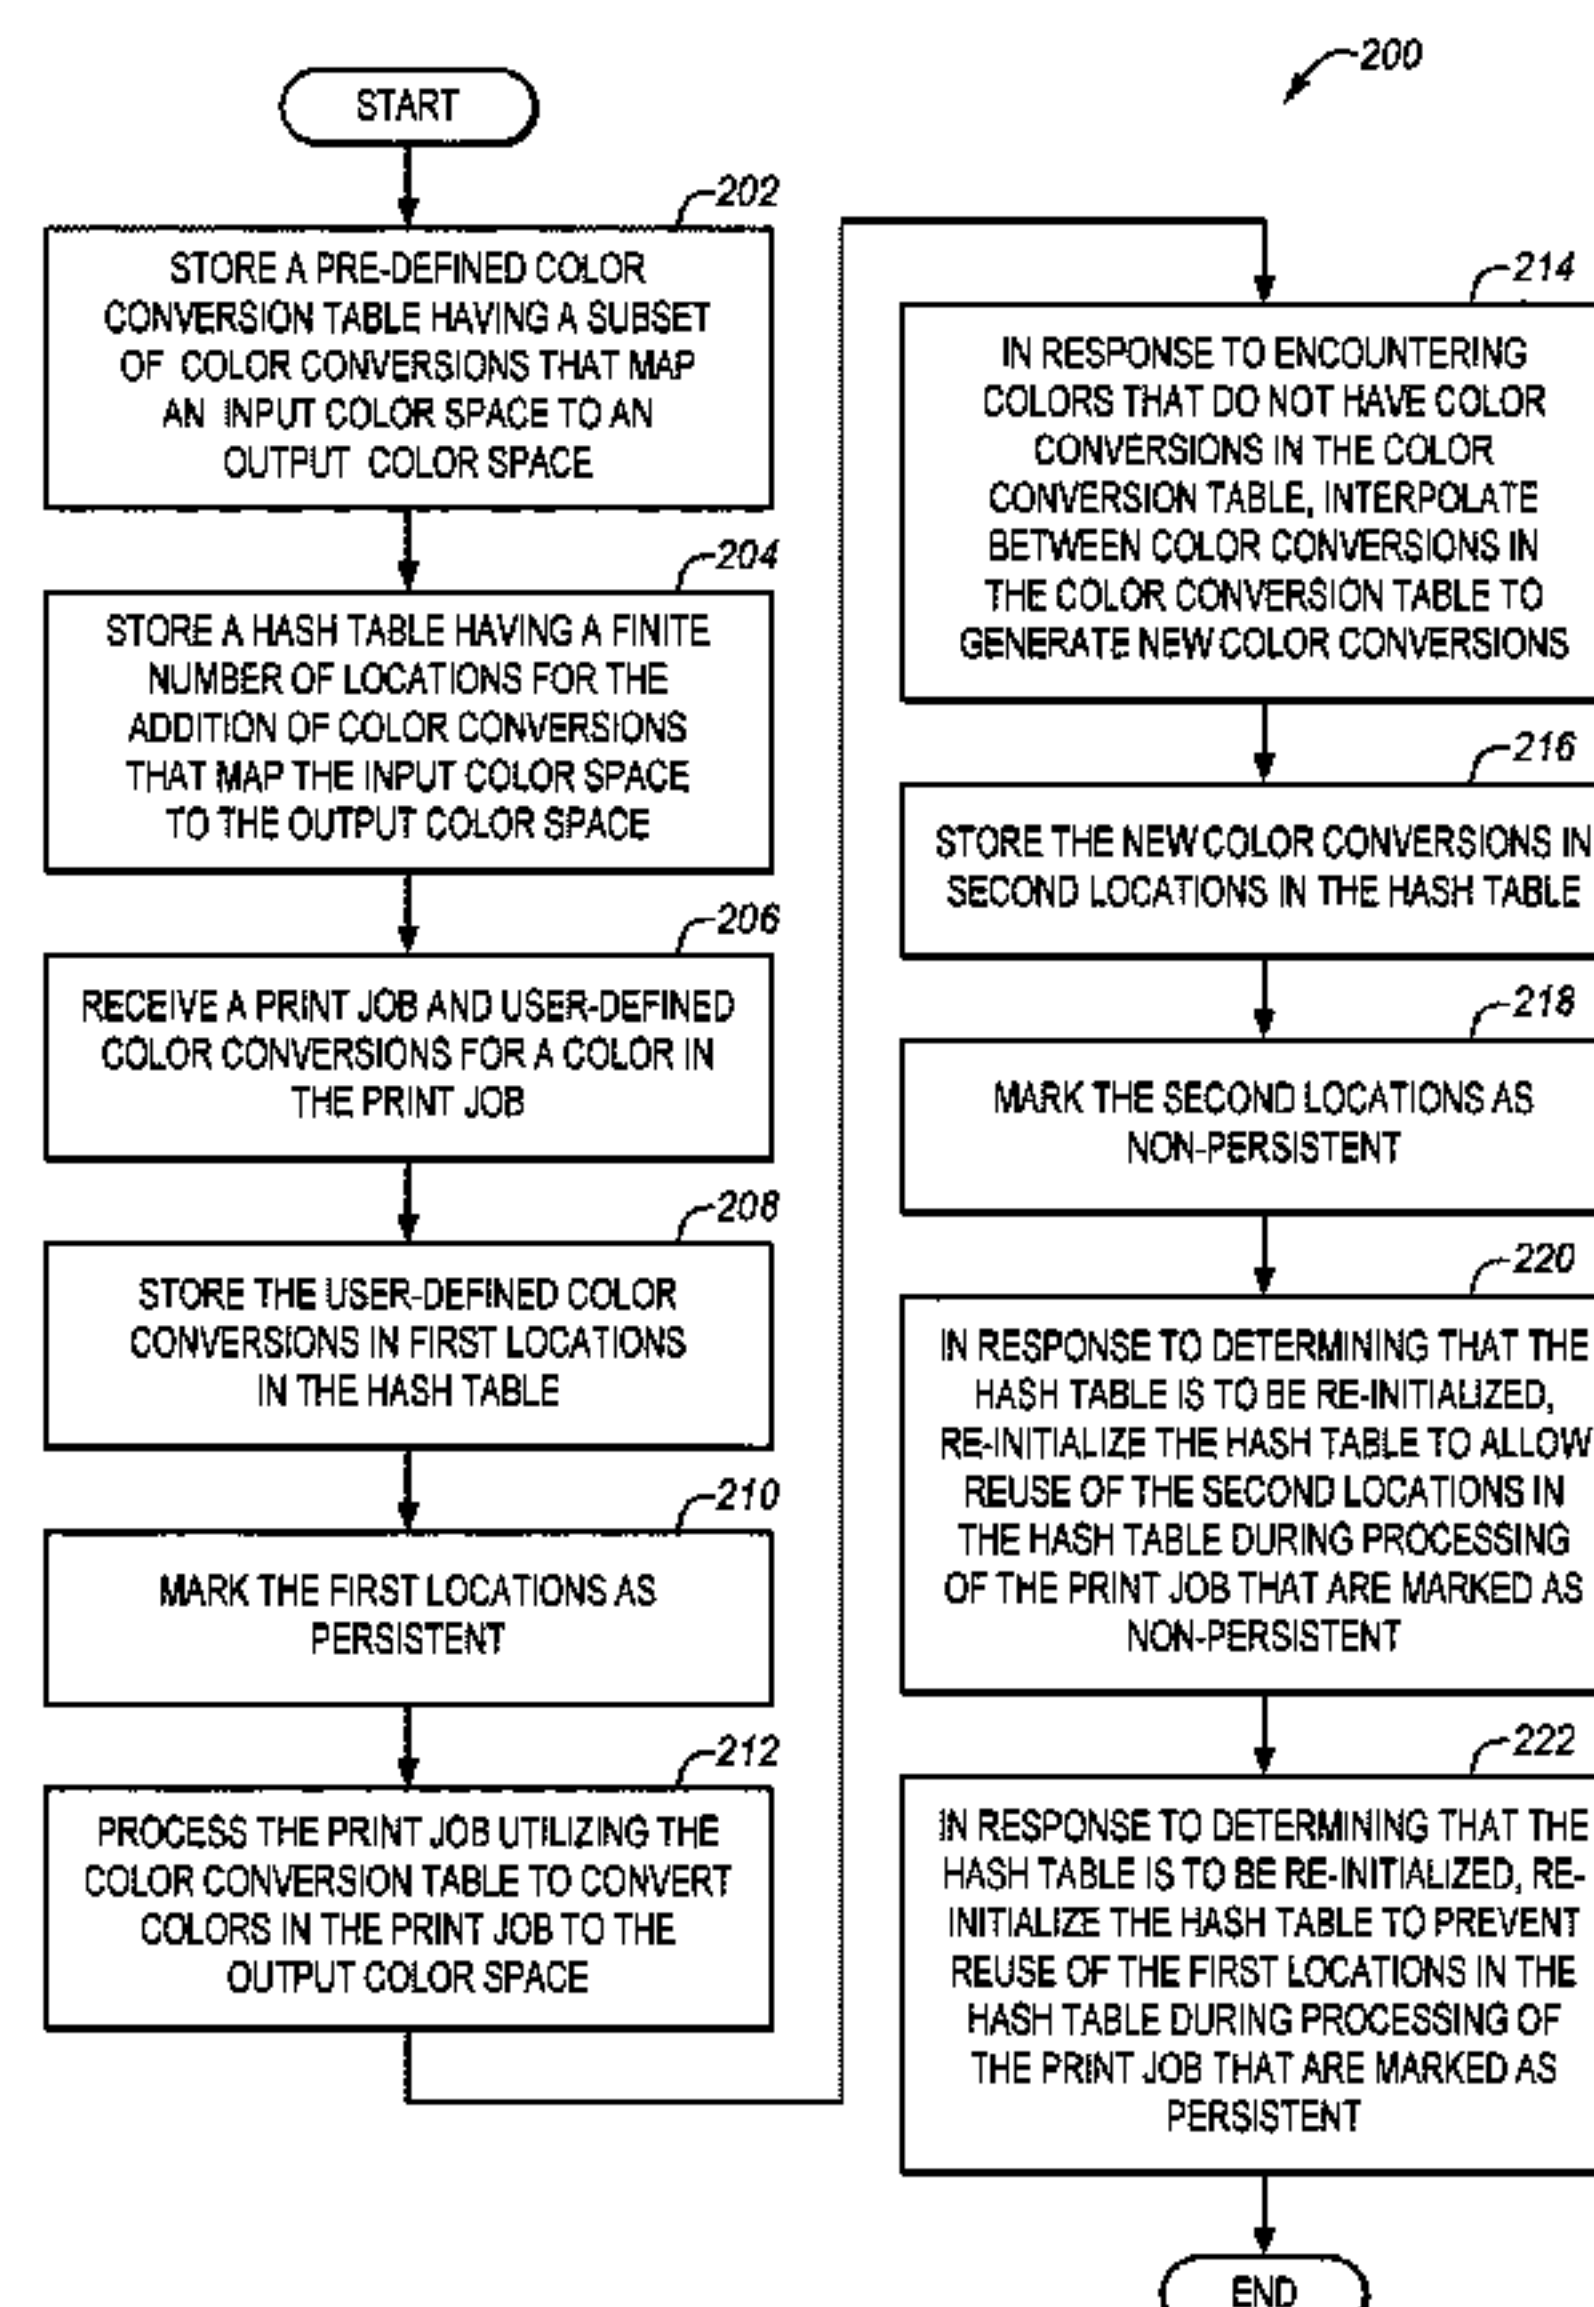 200
START
202
STORE A PRE-DEFINED COLOR
CONVERSION TABLE HAVING A SUBSET
OF COLOR CONVERSIONS THAT MAP
AN INPUT COLOR SPACE TO AN
OUTPUT COLOR SPACE
204
STORE A HASH TABLE HAVING A FINITE
NUMBER OF LOCATIONS FOR THE
ADDITION OF COLOR CONVERSIONS
THAT MAP THE INPUT COLOR SPACE
TO THE OUTPUT COLOR SPACE
206
RECEIVE A PRINT JOB AND USER-DEFINED
COLOR CONVERSIONS FOR A COLOR IN
THE PRINT JOB
208
STORE THE USER-DEFINED COLOR
CONVERSIONS IN FIRST LOCATIONS
IN THE HASH TABLE
210
MARK THE FIRST LOCATIONS AS
PERSISTENT
212
PROCESS THE PRINT JOB UTILIZING THE
COLOR CONVERSION TABLE TO CONVERT
COLORS IN THE PRINT JOB TO THE
OUTPUT COLOR SPACE
214
IN RESPONSE TO ENCOUNTERING
COLORS THAT DO NOT HAVE COLOR
CONVERSIONS IN THE COLOR
CONVERSION TABLE, INTERPOLATE
BETWEEN COLOR CONVERSIONS IN
THE COLOR CONVERSION TABLE TO
GENERATE NEW COLOR CONVERSIONS
216
STORE THE NEW COLOR CONVERSIONS IN
SECOND LOCATIONS IN THE HASH TABLE
218
MARK THE SECOND LOCATIONS AS
NON-PERSISTENT
220
IN RESPONSE TO DETERMINING THAT THE
HASH TABLE IS TO BE RE-INITIALIZED,
RE-INITIALIZE THE HASH TABLE TO ALLOW
REUSE OF THE SECOND LOCATIONS IN
THE HASH TABLE DURING PROCESSING
OF THE PRINT JOB THAT ARE MARKED AS
NON-PERSISTENT
222
IN RESPONSE TO DETERMINING THAT THE
HASH TABLE IS TO BE RE-INITIALIZED, RE-
INITIALIZE THE HASH TABLE TO PREVENT
REUSE OF THE FIRST LOCATIONS IN THE
HASH TABLE DURING PROCESSING OF
THE PRINT JOB THAT ARE MARKED AS
PERSISTENT
END